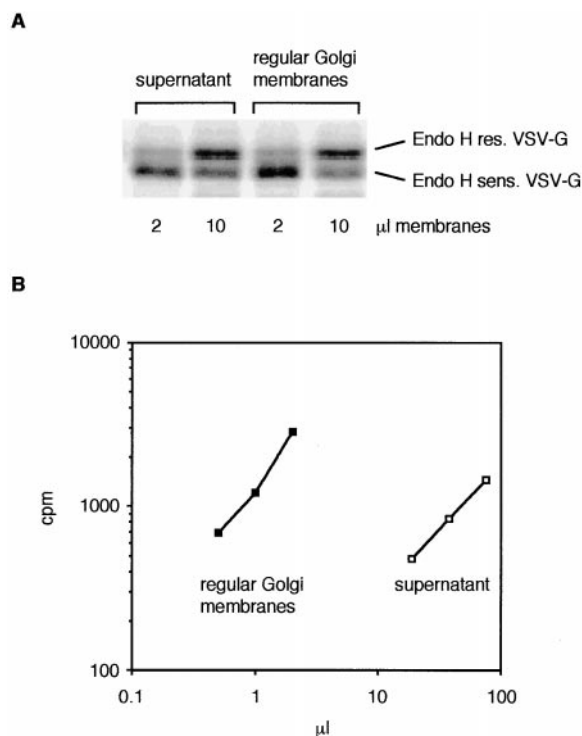 A
supernatant
regular Golgi
membranes
Endo H res. VSV-G
Endo H sens. VSV-G
2 10 2 10 μl membranes
B
10000
1000
100
cpm
regular Golgi
membranes
supernatant
0.1 1 10 100
μl